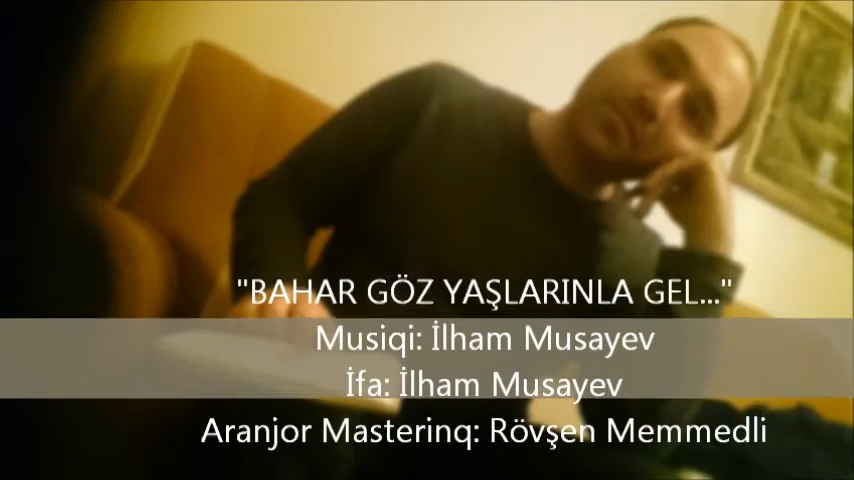 "BAHAR GÖZ YAŞLARINLA GEL..."
Musiqi: İlham Musayev
İfa: İlham Musayev
Aranjor Masterinq: Rövşen Memmedli